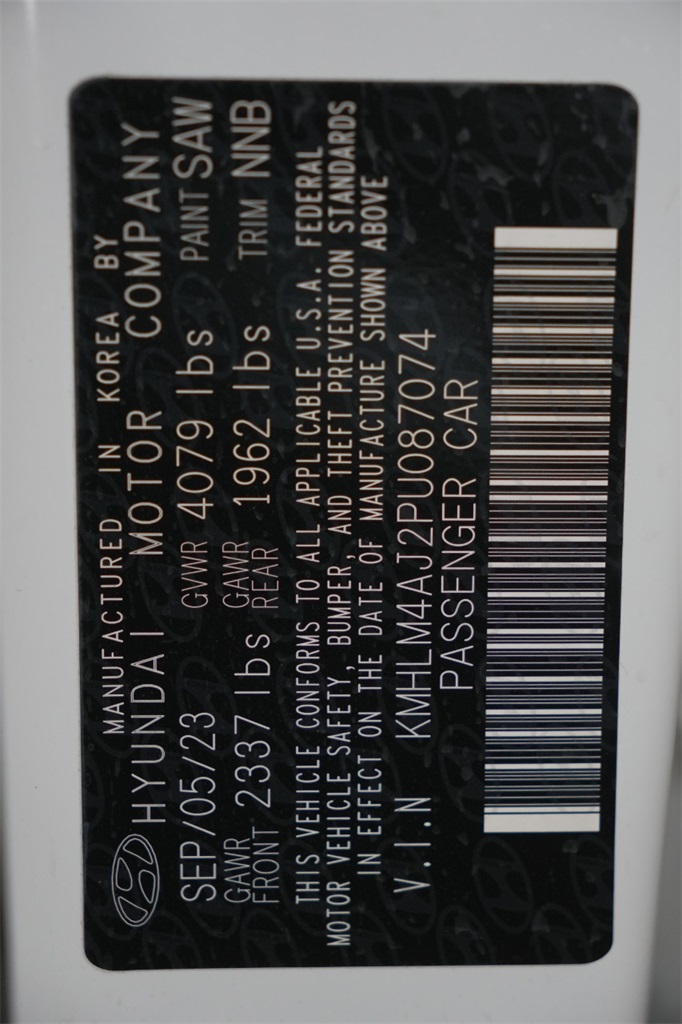 MANUFACTURED IN KOREA BY
HYUNDAI MOTOR COMPANY
SEP/05/23 GVWR 4079 lbs PAINT SAW
GAWR FRONT 2337 lbs GAWR REAR 1962 lbs TRIM NNB
THIS VEHICLE CONFORMS TO ALL APPLICABLE U.S.A. FEDERAL
MOTOR VEHICLE SAFETY, BUMPER, AND THEFT PREVENTION STANDARDS
IN EFFECT ON THE DATE OF MANUFACTURE SHOWN ABOVE
V.I.N KMHLM4AJ2PU087074
PASSENGER CAR